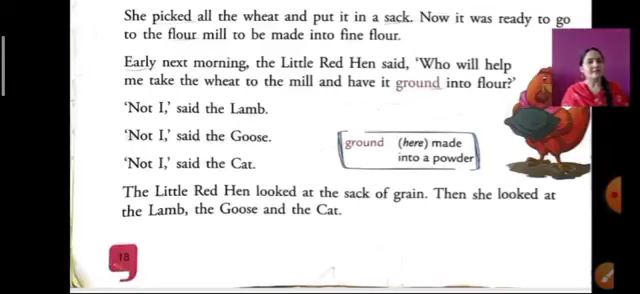 She picked all the wheat and put it in a sack. Now it was ready to go
to the flour mill to be made into fine flour.
Early next morning, the Little Red Hen said, ‘Who will help
me take the wheat to the mill and have it ground into flour?’
‘Not I,’ said the Lamb.
‘Not I,’ said the Goose.
‘Not I,’ said the Cat.
ground (here) made
into a powder
The Little Red Hen looked at the sack of grain. Then she looked at
the Lamb, the Goose and the Cat.
18